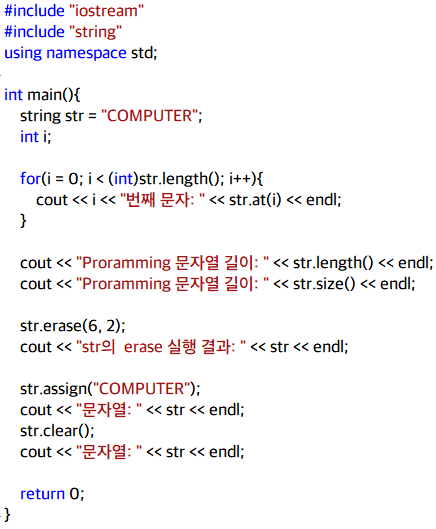 #include "iostream"
#include "string"
using namespace std;
int main(){
string str = "COMPUTER";
int i;
for(i = 0; i < (int)str.length(); i++){
cout << i << "번째 문자: " << str.at(i) << endl;
}
cout << "Proramming 문자열 길이: " << str.length() << endl;
cout << "Proramming 문자열 길이: " << str.size() << endl;
str.erase(6, 2);
cout << "str의  erase 실행 결과: " << str << endl;
str.assign("COMPUTER");
cout << "문자열: " << str << endl;
str.clear();
cout << "문자열: " << str << endl;
return 0;
}